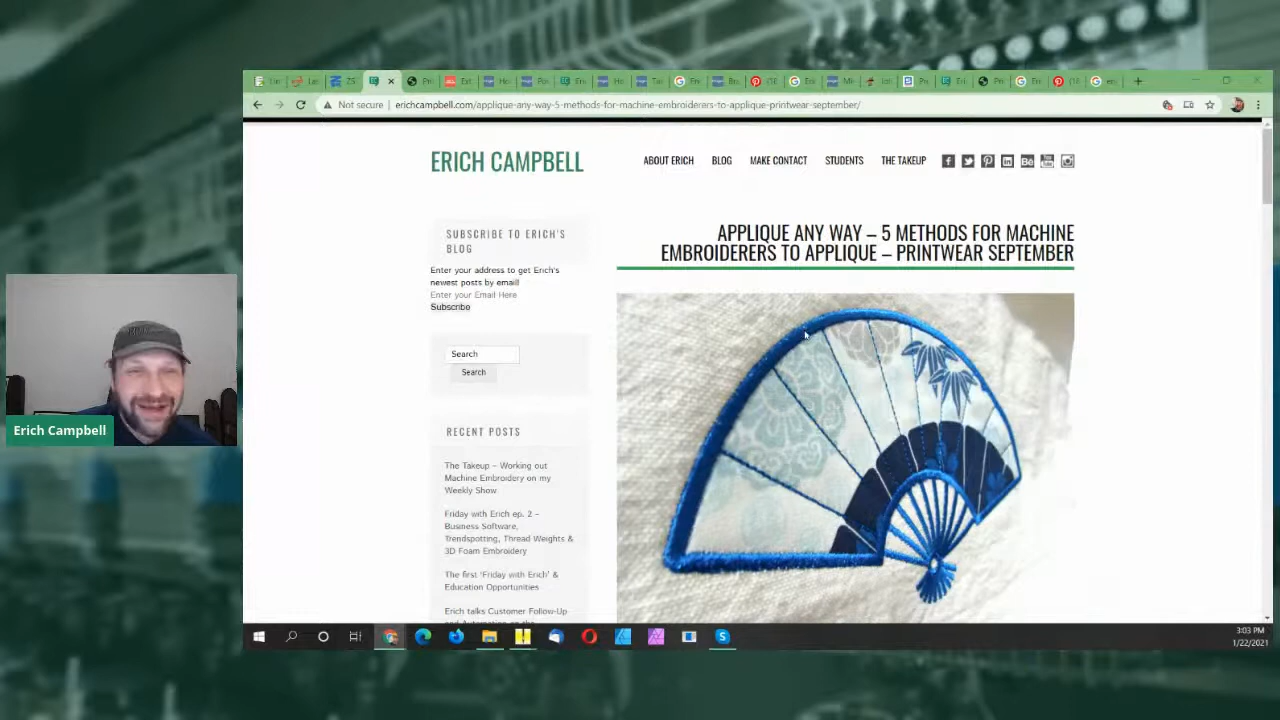 Not secure
erichcampbell.com/applique-any-way-5-methods-for-machine-embroiderers-to-applique-printwear-september/
ERICH CAMPBELL
ABOUT ERICH
BLOG
MAKE CONTACT
STUDENTS
THE TAKEUP
SUBSCRIBE TO ERICH'S
BLOG
Enter your address to get Erich's
newest posts by email!
Enter your Email Here
Subscribe
Search
Search
RECENT POSTS
The Takeup – Working out
Machine Embroidery on my
Weekly Show
Friday with Erich ep. 2 –
Business Software,
Trendspotting, Thread Weights &
3D Foam Embroidery
The first 'Friday with Erich' &
Education Opportunities
Erich talks Customer Follow-Up
APPLIQUE ANY WAY – 5 METHODS FOR MACHINE
EMBROIDERERS TO APPLIQUE – PRINTWEAR SEPTEMBER
Erich Campbell
3:03 PM
1/22/2021